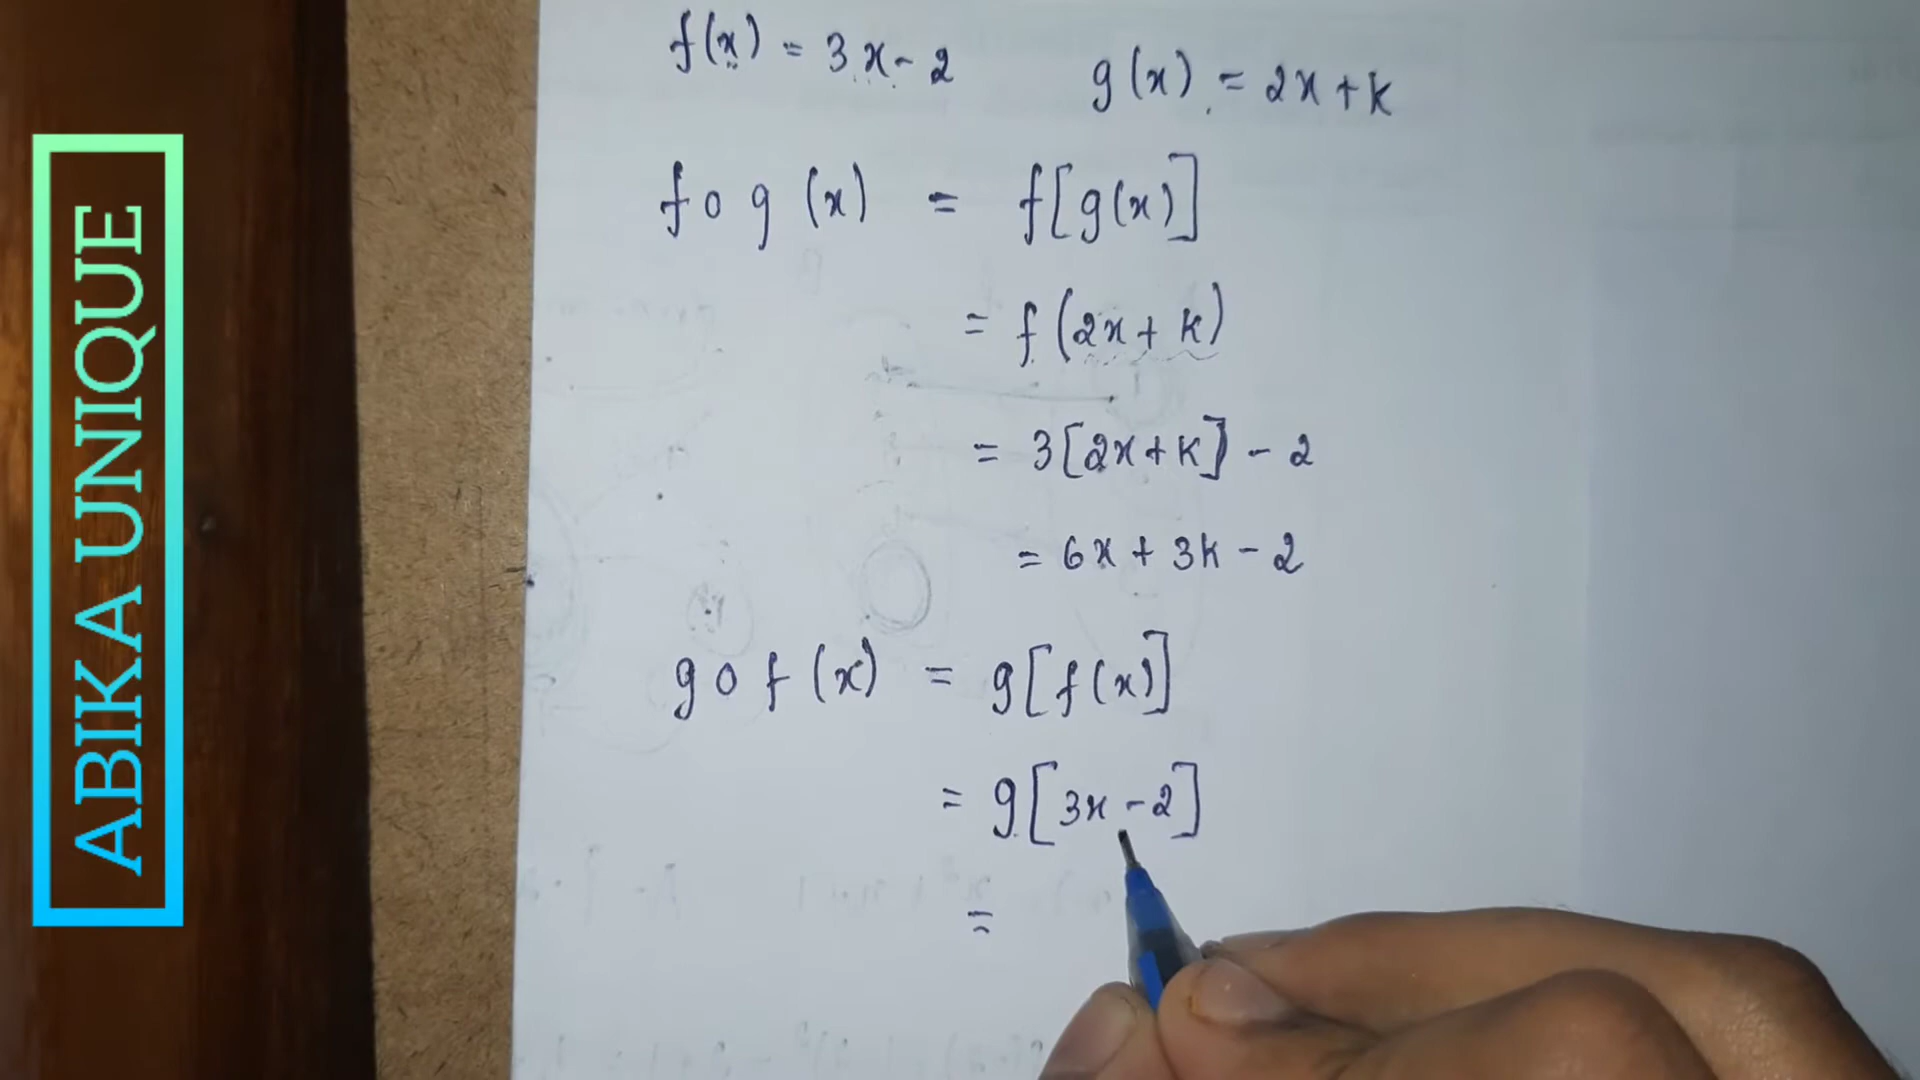 ABIKA UNIQUE
f(x) = 3x - 2 g(x) = 2x + k
f o g (x) = f[g(x)]
= f(2x + k)
= 3[2x + k] - 2
= 6x + 3k - 2
g o f (x) = g[f(x)]
= g[3x - 2]
=